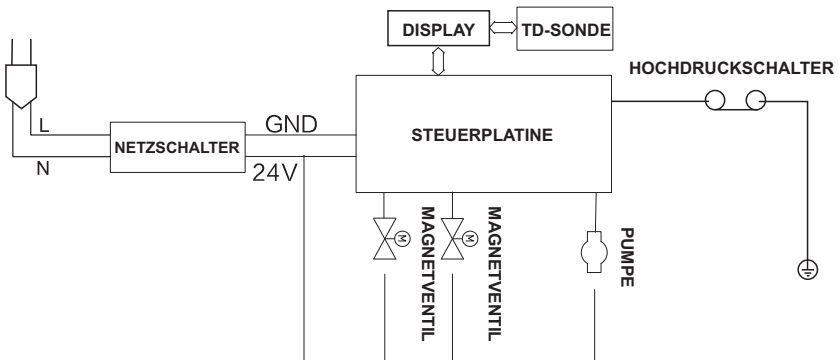 DISPLAY
TD-SONDE
HOCHDRUCKSCHALTER
L
GND
STEUERPLATINE
NETZSCHALTER
N
24V
M
MAGNETVENTIL
M
MAGNETVENTIL
PUMPE